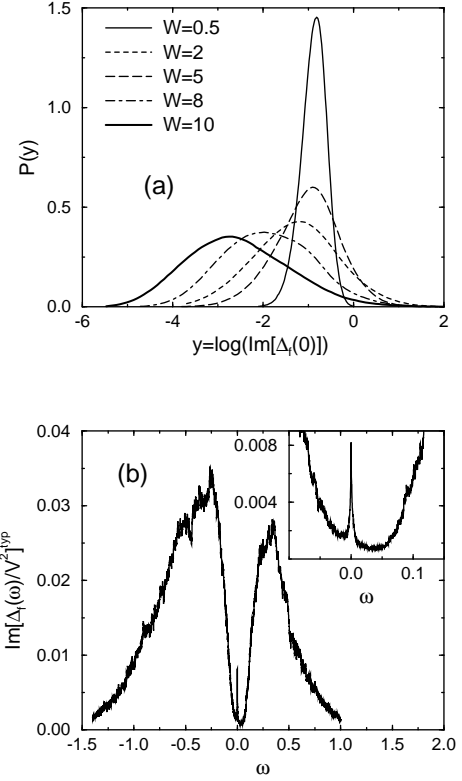 1.5
1.0
0.5
0.0
P(y)
W=0.5
W=2
W=5
W=8
W=10
(a)
-6 -4 -2 0 2
y=log(Im[Δf(0)])
0.04
0.03
0.02
0.01
0.00
Im[Δf(ω)/V²]typ
(b)
0.008
0.004
0.0 0.1
ω
-1.5 -1.0 -0.5 0.0 0.5 1.0 1.5 2.0
ω